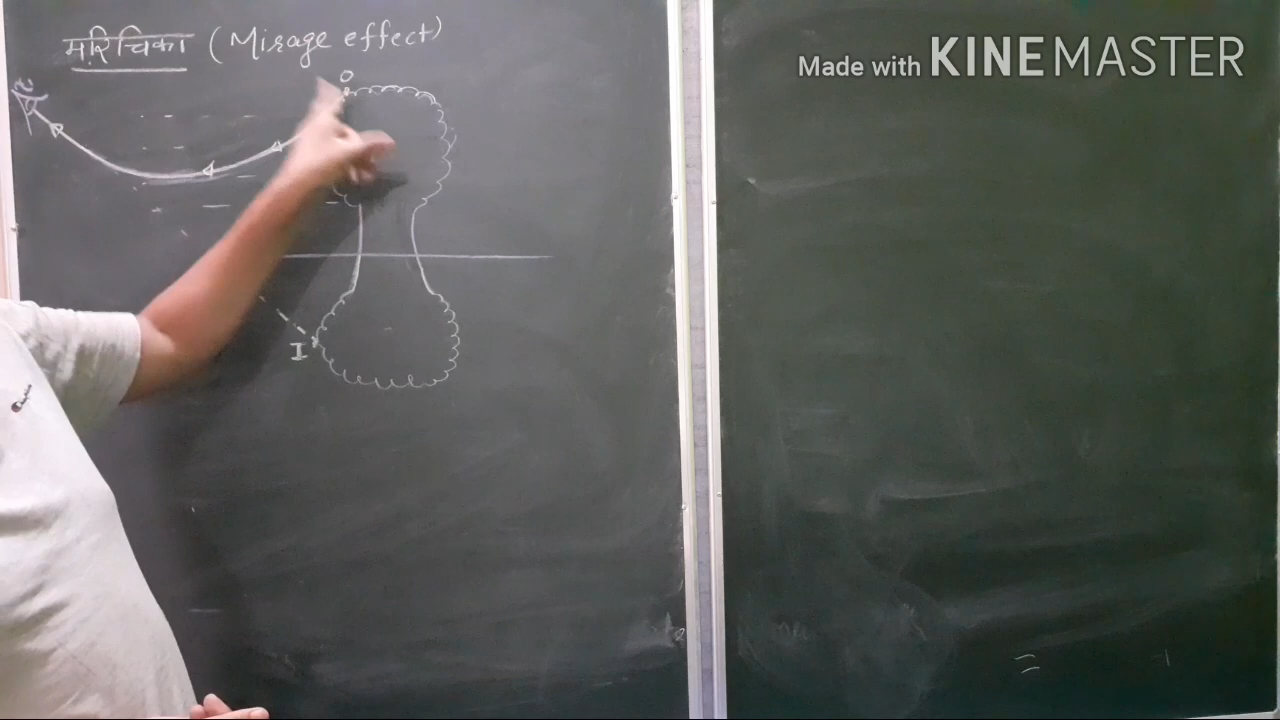 मरिचिका (Mirage effect)
Made with KINEMASTER
O
I